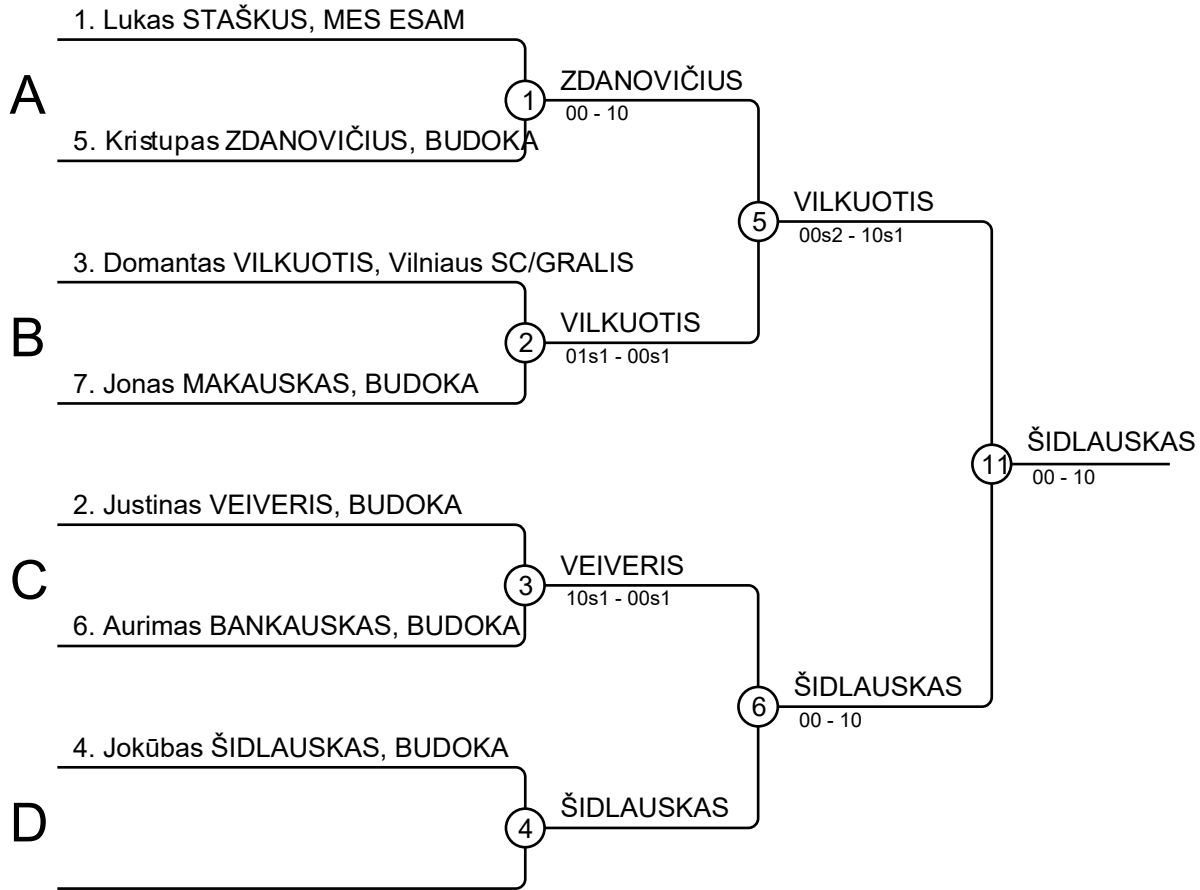 1. Lukas STAŠKUS, MES ESAM
A
1
ZDANOVIČIUS
00 - 10
5. Kristupas ZDANOVIČIUS, BUDOKA
5
VILKUOTIS
00s2 - 10s1
3. Domantas VILKUOTIS, Vilniaus SC/GRALIS
B
2
VILKUOTIS
01s1 - 00s1
7. Jonas MAKAUSKAS, BUDOKA
11
ŠIDLAUSKAS
00 - 10
2. Justinas VEIVERIS, BUDOKA
C
3
VEIVERIS
10s1 - 00s1
6. Aurimas BANKAUSKAS, BUDOKA
6
ŠIDLAUSKAS
00 - 10
4. Jokūbas ŠIDLAUSKAS, BUDOKA
D
4
ŠIDLAUSKAS